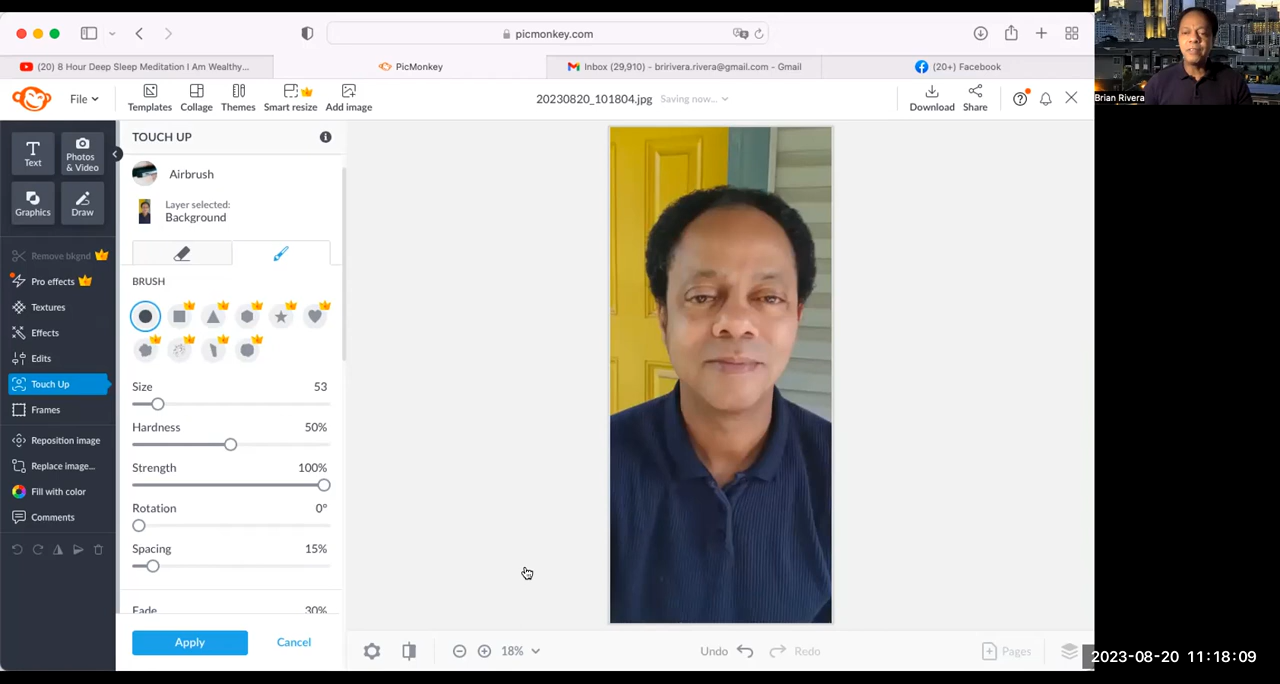 picmonkey.com
(20) 8 Hour Deep Sleep Meditation I Am Wealthy...
PicMonkey
Inbox (29,910) - bririvera.rivera@gmail.com - Gmail
(20+) Facebook
Brian Rivera
File
Templates
Collage
Themes
Smart resize
Add image
20230820_101804.jpg
Saving now...
Download
Share
Text
Photos & Video
Graphics
Draw
Remove bkgnd
Pro effects
Textures
Effects
Edits
Touch Up
Frames
Reposition image
Replace image...
Fill with color
Comments
TOUCH UP
Airbrush
Layer selected:
Background
BRUSH
Size 53
Hardness 50%
Strength 100%
Rotation 0°
Spacing 15%
Fade 30%
Apply
Cancel
18%
Undo
Redo
Pages
2023-08-20 11:18:09